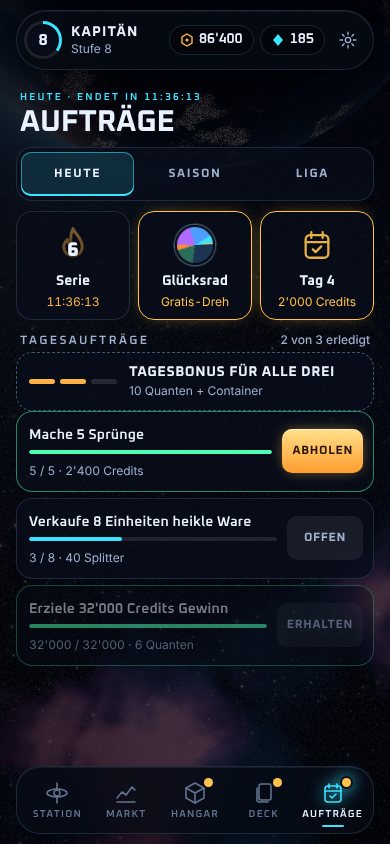 8
KAPITÄN
Stufe 8
86'400
185
HEUTE · ENDET IN 11:36:13
AUFTRÄGE
HEUTE
SAISON
LIGA
6
Serie
11:36:13
Glücksrad
Gratis-Dreh
Tag 4
2'000 Credits
TAGESAUFTRÄGE
2 von 3 erledigt
TAGESBONUS FÜR ALLE DREI
10 Quanten + Container
Mache 5 Sprünge
5 / 5 · 2'400 Credits
ABHOLEN
Verkaufe 8 Einheiten heikle Ware
3 / 8 · 40 Splitter
OFFEN
Erziele 32'000 Credits Gewinn
32'000 / 32'000 · 6 Quanten
ERHALTEN
STATION
MARKT
HANGAR
DECK
AUFTRÄGE